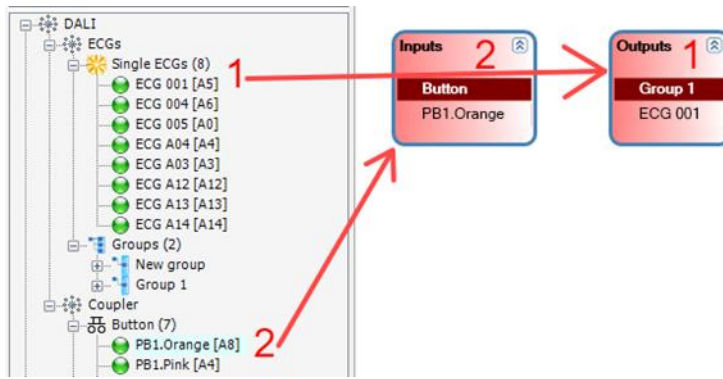 DALI
ECGs
Single ECGs (8)
1
ECG 001 [A5]
ECG 004 [A6]
ECG 005 [A0]
ECG A04 [A4]
ECG A03 [A3]
ECG A12 [A12]
ECG A13 [A13]
ECG A14 [A14]
Groups (2)
New group
Group 1
Coupler
Button (7)
PB1.Orange [A8]
2
PB1.Pink [A4]
Inputs
2
Button
PB1.Orange
Outputs
1
Group 1
ECG 001